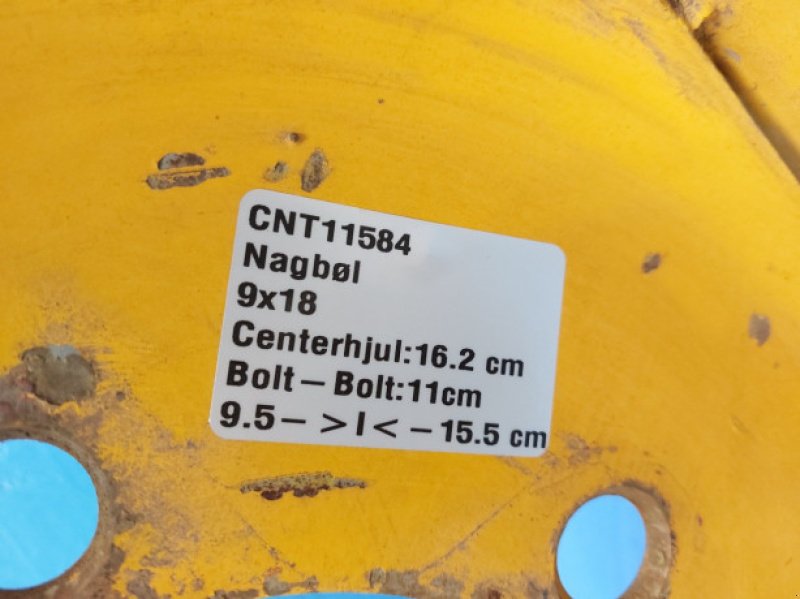 CNT11584
Nagbøl
9x18
Centerhjul:16.2 cm
Bolt – Bolt:11cm
9.5– >I< –15.5 cm